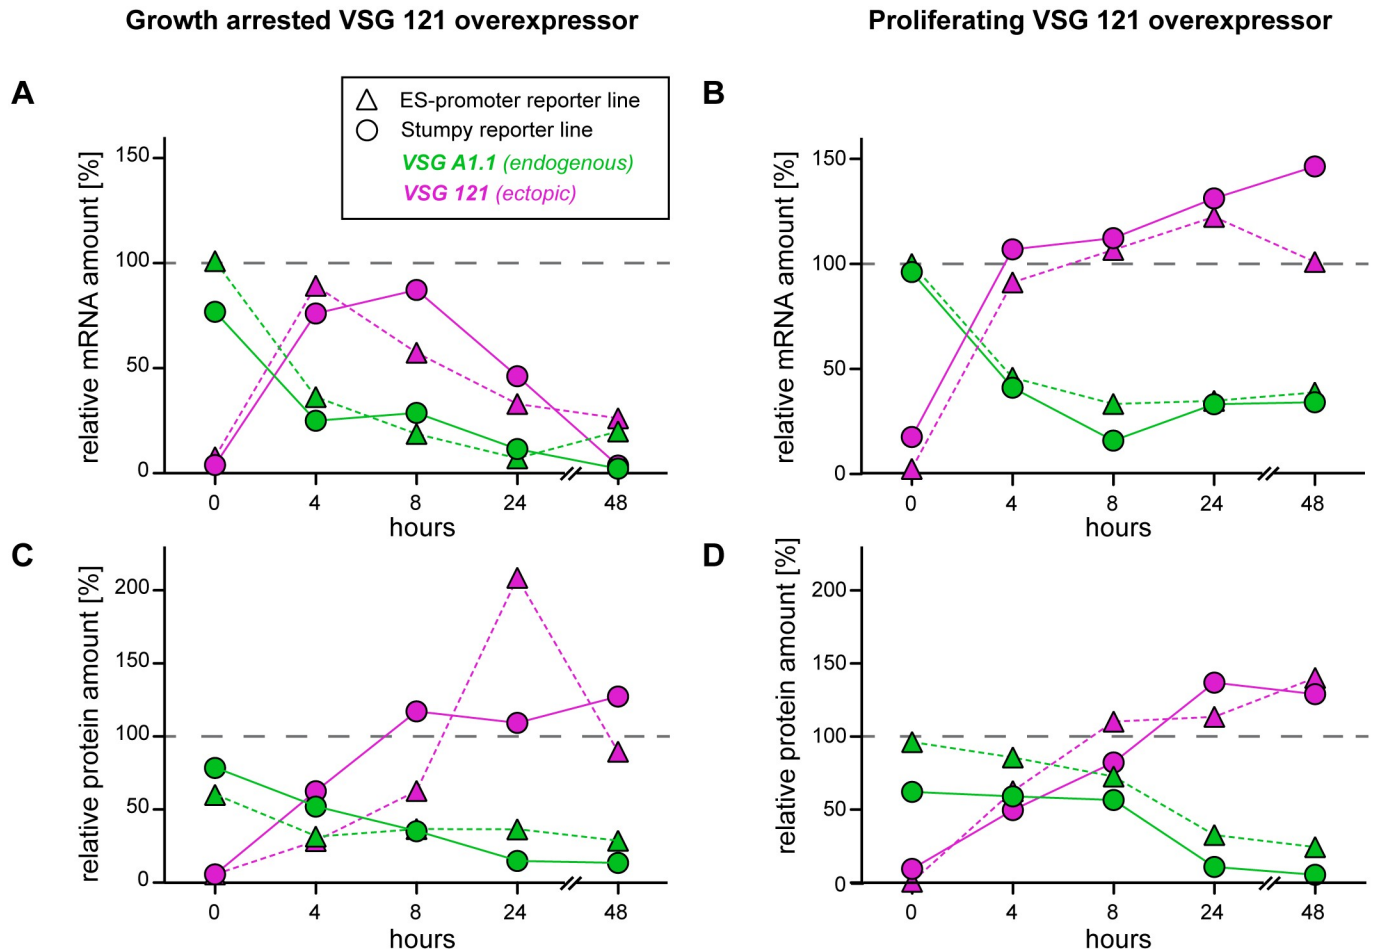 Growth arrested VSG 121 overexpressor
Proliferating VSG 121 overexpressor
A
ES-promoter reporter line
Stumpy reporter line
VSG A1.1 (endogenous)
VSG 121 (ectopic)
relative mRNA amount [%]
150
100
50
0
0 4 8 24 48
hours
B
relative mRNA amount [%]
150
100
50
0
0 4 8 24 48
hours
C
relative protein amount [%]
200
150
100
50
0
0 4 8 24 48
hours
D
relative protein amount [%]
200
150
100
50
0
0 4 8 24 48
hours